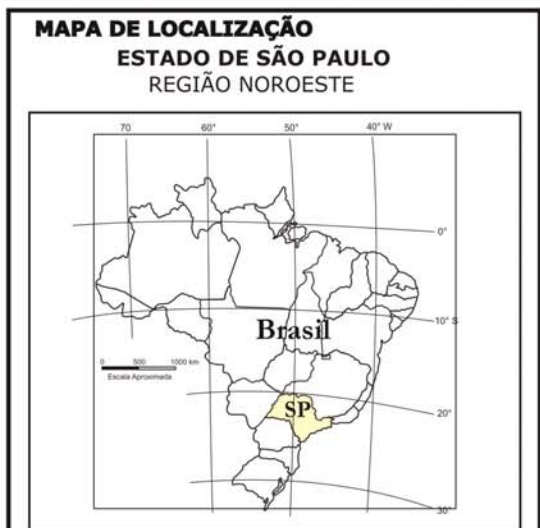 MAPA DE LOCALIZAÇÃO
ESTADO DE SÃO PAULO
REGIÃO NOROESTE
70 60° 50° 40° W
0°
10° S
Brasil
0 500 1000 km
Escala Aproximada
SP
20°
30°